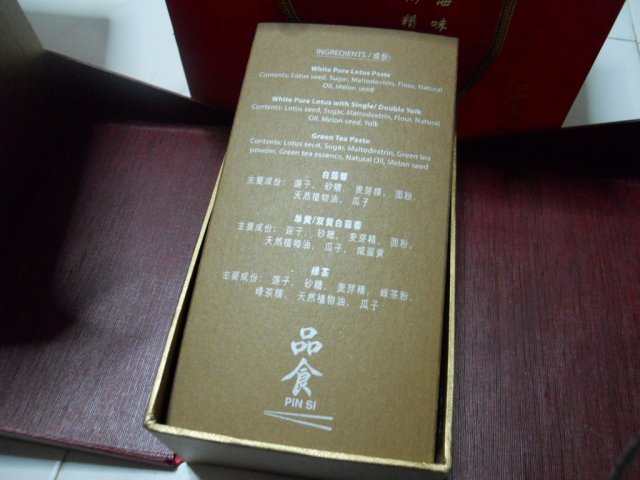 海
味
精
INGREDIENTS / 成份:
White Pure Lotus Paste
Contents: Lotus seed, Sugar, Maltodextrin, Flour, Natural
Oil, Melon seed
White Pure Lotus with Single/ Double Yolk
Contents: Lotus seed, Sugar, Maltodextrin, Flour, Natural
Oil, Melon seed, Yolk
Green Tea Paste
Contents: Lotus seed, Sugar, Maltodextrin, Green tea
powder, Green tea essence, Natural Oil, Melon seed
白莲蓉
主要成份: 莲子, 砂糖, 麦芽精, 面粉,
天然植物油, 瓜子
单黄/双黄白莲蓉
主要成份: 莲子, 砂糖, 麦芽精, 面粉,
天然植物油, 瓜子, 咸蛋黄
绿茶
主要成份: 莲子, 砂糖, 麦芽精, 绿茶粉,
绿茶精, 天然植物油, 瓜子
品食
PIN SI